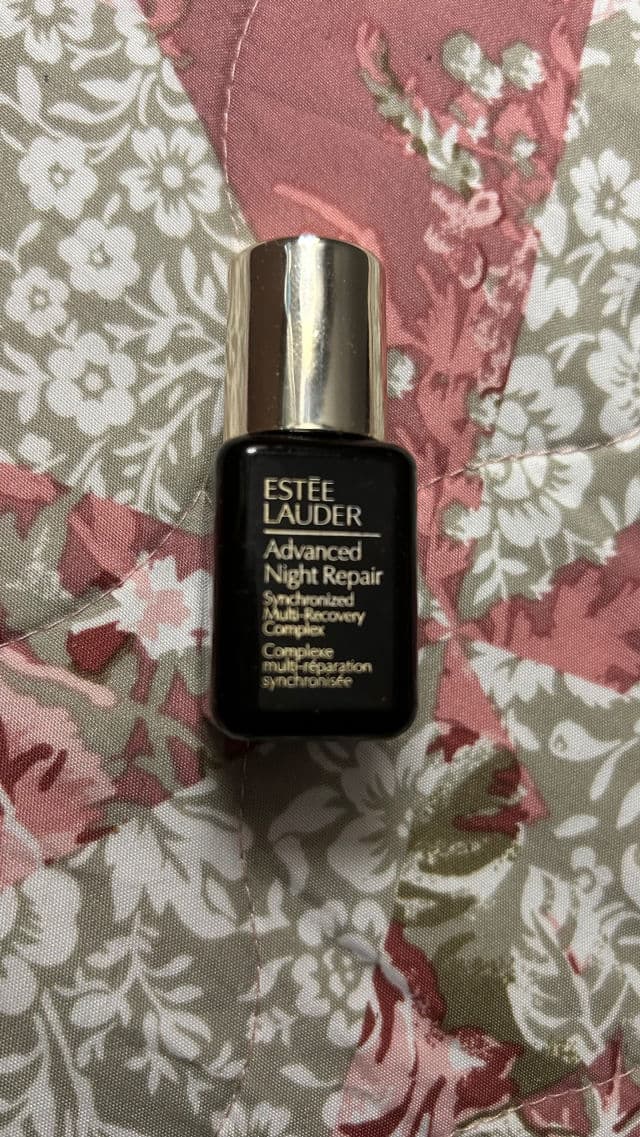 ESTĒE
LAUDER
Advanced
Night Repair
Synchronized
Multi-Recovery
Complex
Complexe
multi-réparation
synchronisée